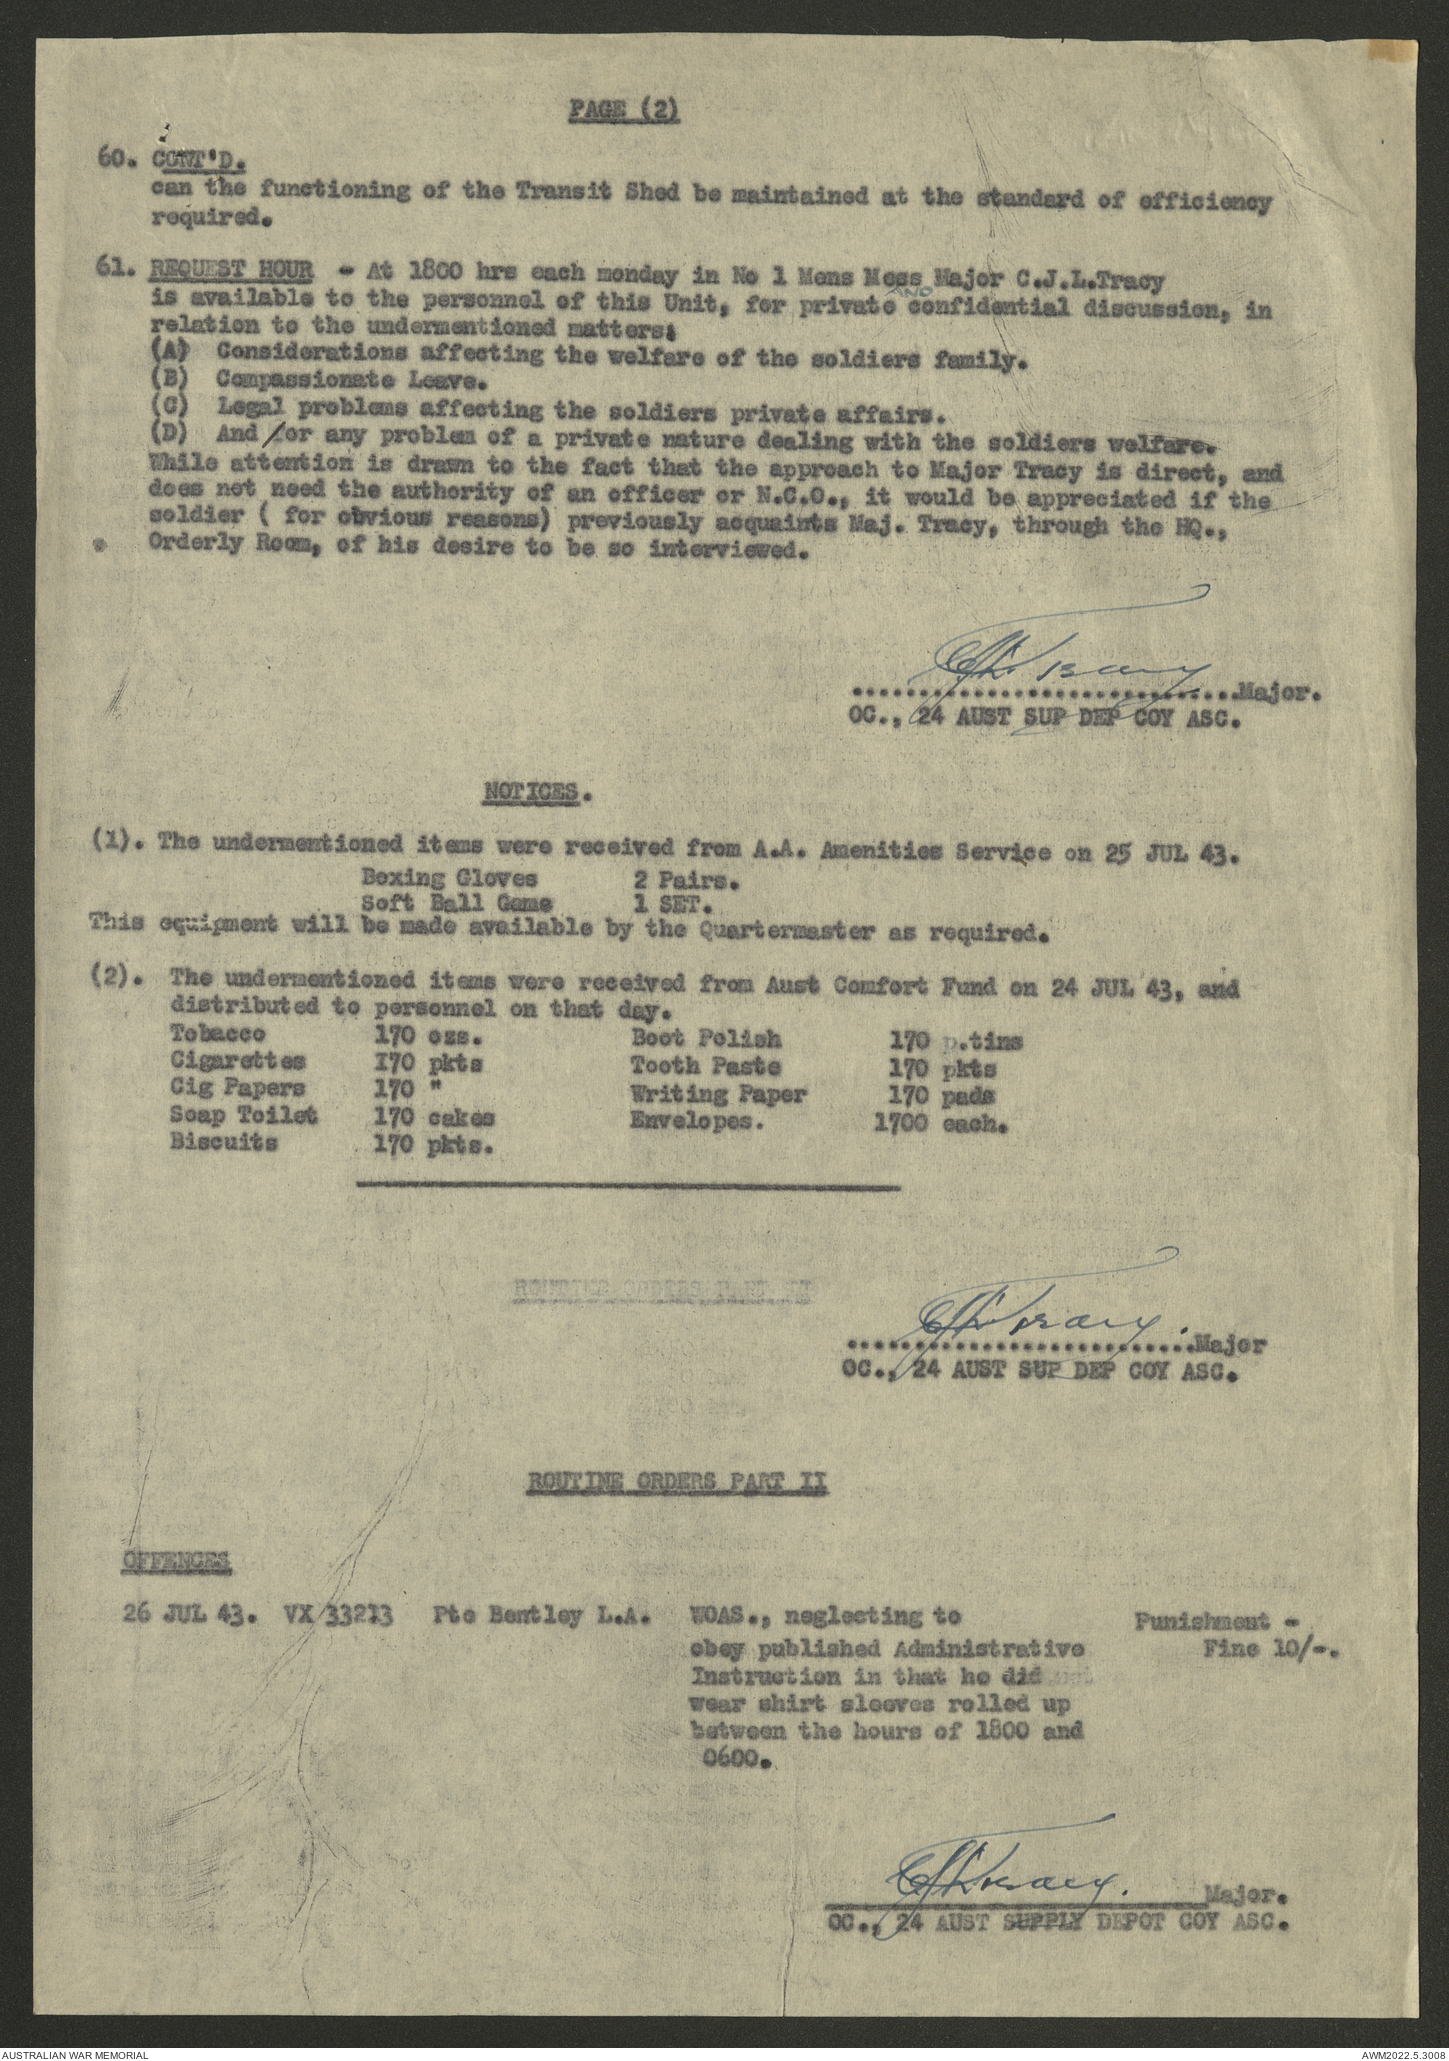 PAGE (2)
60. CONT'D.
can the functioning of the Transit Shed be maintained at the standard of efficiency
required.
61. REQUEST HOUR - At 1800 hrs each monday in No 1 Mens Mess Major C.J.L.Tracy
is available to the personnel of this Unit, for private AND confidential discussion, in
relation to the undermentioned matters:
(A) Considerations affecting the welfare of the soldiers family.
(B) Compassionate Leave.
(C) Legal problems affecting the soldiers private affairs.
(D) And /or any problem of a private nature dealing with the soldiers welfare.
While attention is drawn to the fact that the approach to Major Tracy is direct, and
does not need the authority of an officer or N.C.O., it would be appreciated if the
soldier ( for obvious reasons) previously acquaints Maj. Tracy, through the HQ.,
Orderly Room, of his desire to be so interviewed.
CJLTracy
..............................Major.
OC., 24 AUST SUP DEP COY ASC.
NOTICES.
(1). The undermentioned items were received from A.A. Amenities Service on 25 JUL 43.
Boxing Gloves 2 Pairs.
Soft Ball Game 1 SET.
This equipment will be made available by the Quartermaster as required.
(2). The undermentioned items were received from Aust Comfort Fund on 24 JUL 43, and
distributed to personnel on that day.
Tobacco 170 ozs. Boot Polish 170 p.tins
Cigarettes I70 pkts Tooth Paste 170 pkts
Cig Papers 170 " Writing Paper 170 pads
Soap Toilet 170 cakes Envelopes. 1700 each.
Biscuits 170 pkts.
ROUTINE ORDERS PART II
CJLTracy.
...........................Major
OC., 24 AUST SUP DEP COY ASC.
ROUTINE ORDERS PART II
OFFENCES
26 JUL 43. VX 33213 Pte Bentley L.A. WOAS., neglecting to Punishment -
obey published Administrative Fine 10/-.
Instruction in that he did not
wear shirt sleeves rolled up
between the hours of 1800 and
0600.
CJLTracy.
Major.
OC., 24 AUST SUPPLY DEPOT COY ASC.
AUSTRALIAN WAR MEMORIAL AWM2022.5.3008